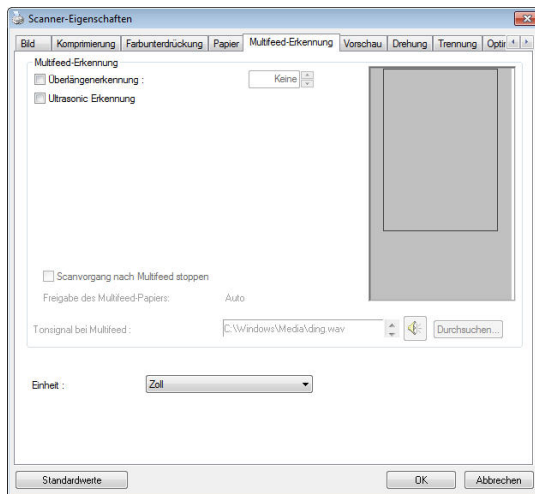 Scanner-Eigenschaften
Bild Komprimierung Farbunterdrückung Papier Multifeed-Erkennung Vorschau Drehung Trennung Optir
Multifeed-Erkennung
Überlängenerkennung : Keine
Ultrasonic Erkennung
Scanvorgang nach Multifeed stoppen
Freigabe des Multifeed-Papiers: Auto
Tonsignal bei Multifeed : C:\Windows\Media\ding.wav Durchsuchen...
Einheit : Zoll
Standardwerte OK Abbrechen